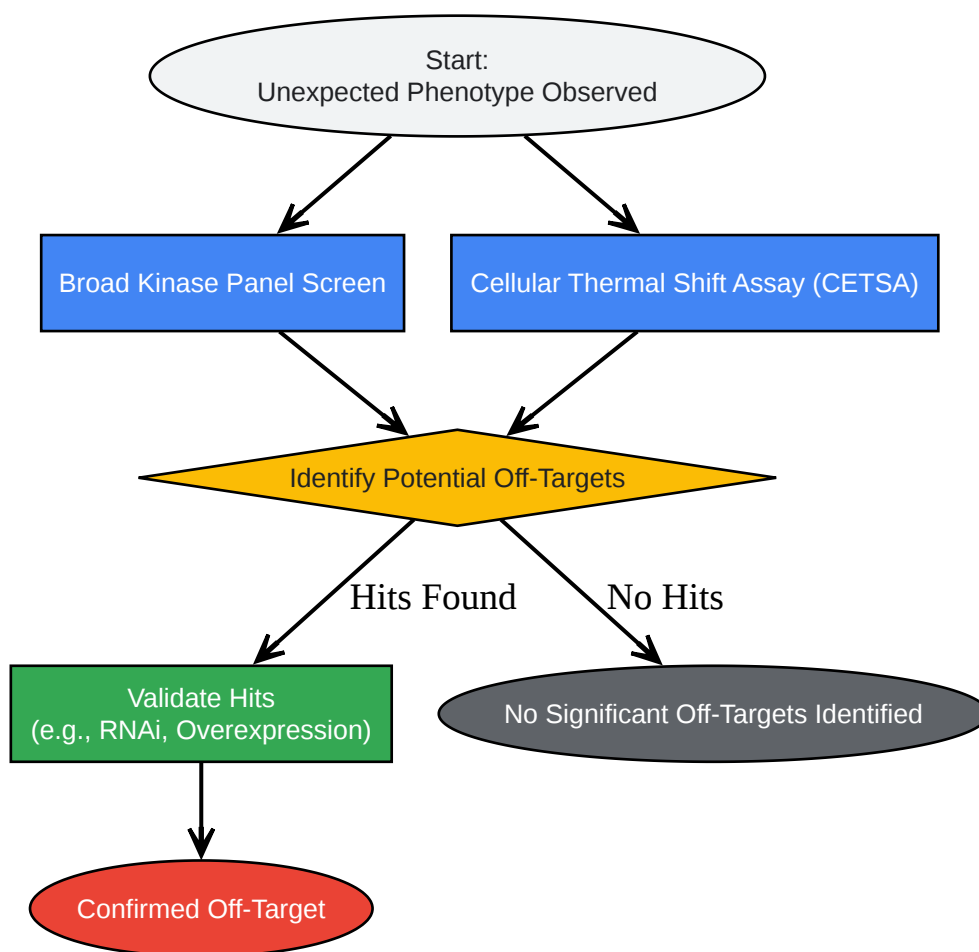 Start:
Unexpected Phenotype Observed
Broad Kinase Panel Screen
Cellular Thermal Shift Assay (CETSA)
Identify Potential Off-Targets
Hits Found
No Hits
Validate Hits
(e.g., RNAi, Overexpression)
No Significant Off-Targets Identified
Confirmed Off-Target